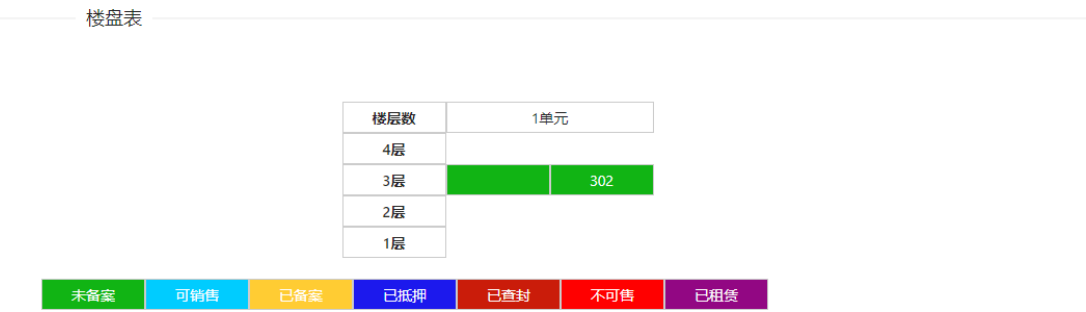 楼盘表
楼层数 1单元
4层
3层 302
2层
1层
未备案 可销售 已备案 已抵押 已查封 不可售 已租赁